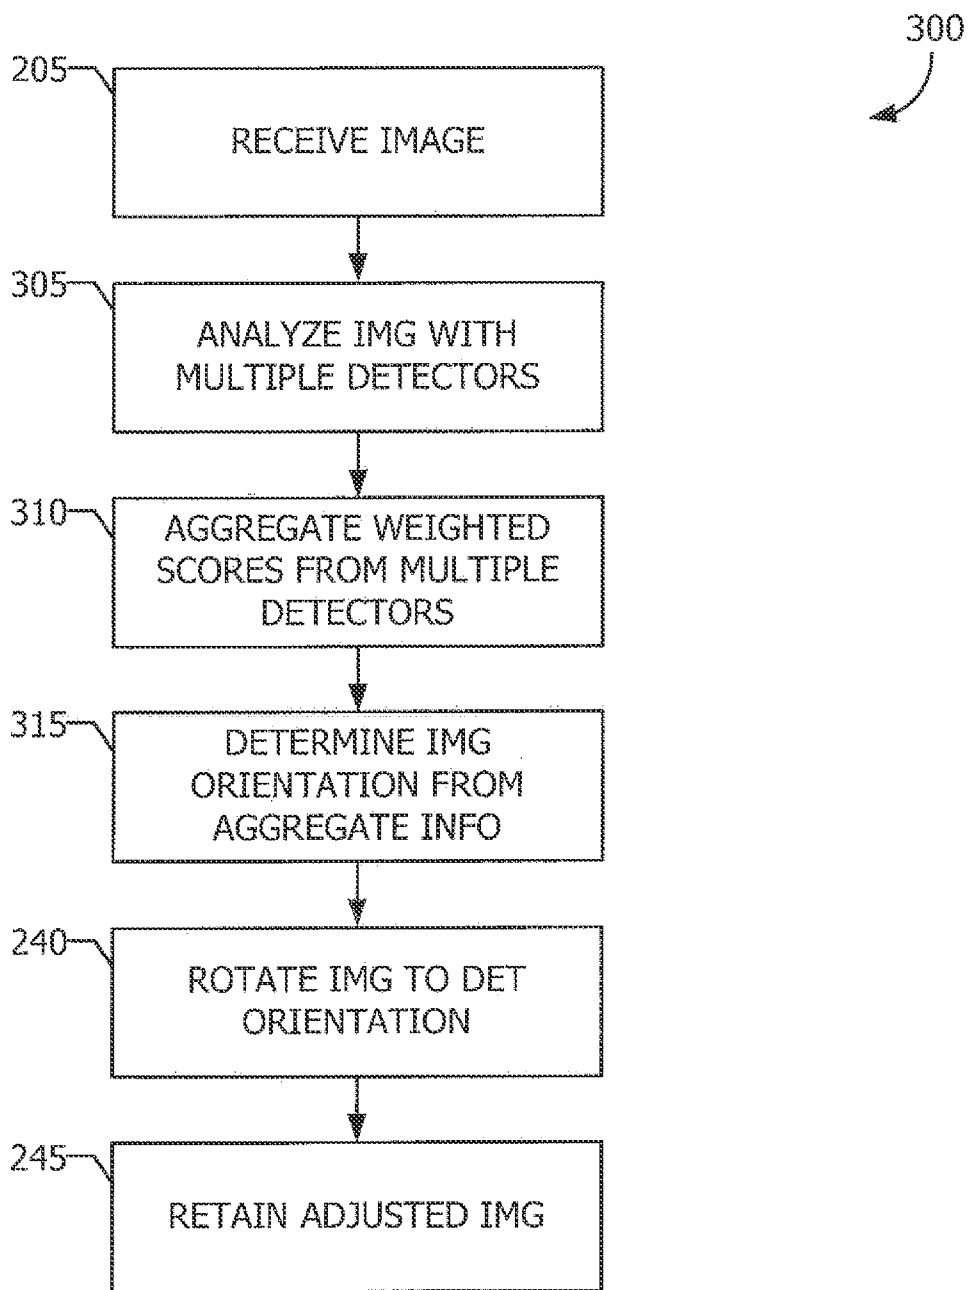 300
205
RECEIVE IMAGE
305
ANALYZE IMG WITH
MULTIPLE DETECTORS
310
AGGREGATE WEIGHTED
SCORES FROM MULTIPLE
DETECTORS
315
DETERMINE IMG
ORIENTATION FROM
AGGREGATE INFO
240
ROTATE IMG TO DET
ORIENTATION
245
RETAIN ADJUSTED IMG